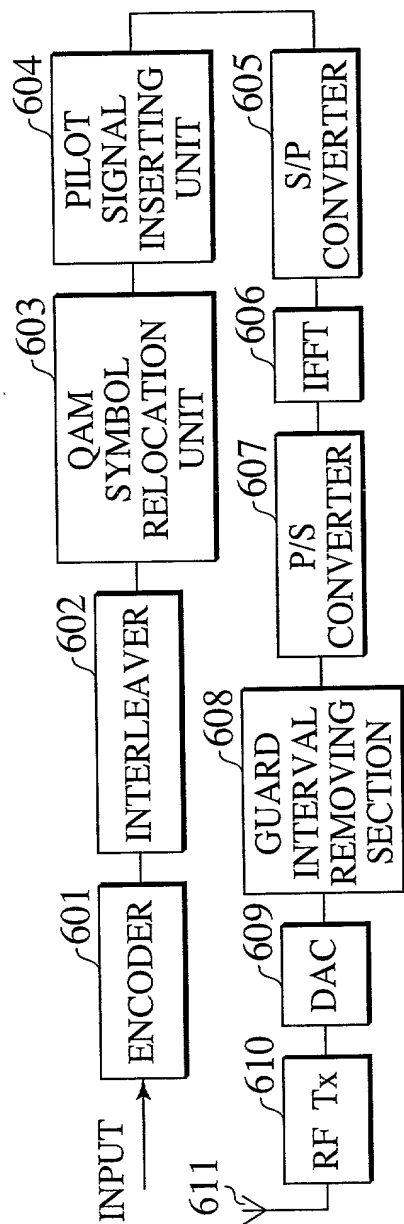 INPUT
601
ENCODER
602
INTERLEAVER
603
QAM
SYMBOL
RELOCATION
UNIT
604
PILOT
SIGNAL
INSERTING
UNIT
605
S/P
CONVERTER
606
IFFT
607
P/S
CONVERTER
608
GUARD
INTERVAL
REMOVING
SECTION
609
DAC
610
RF Tx
611